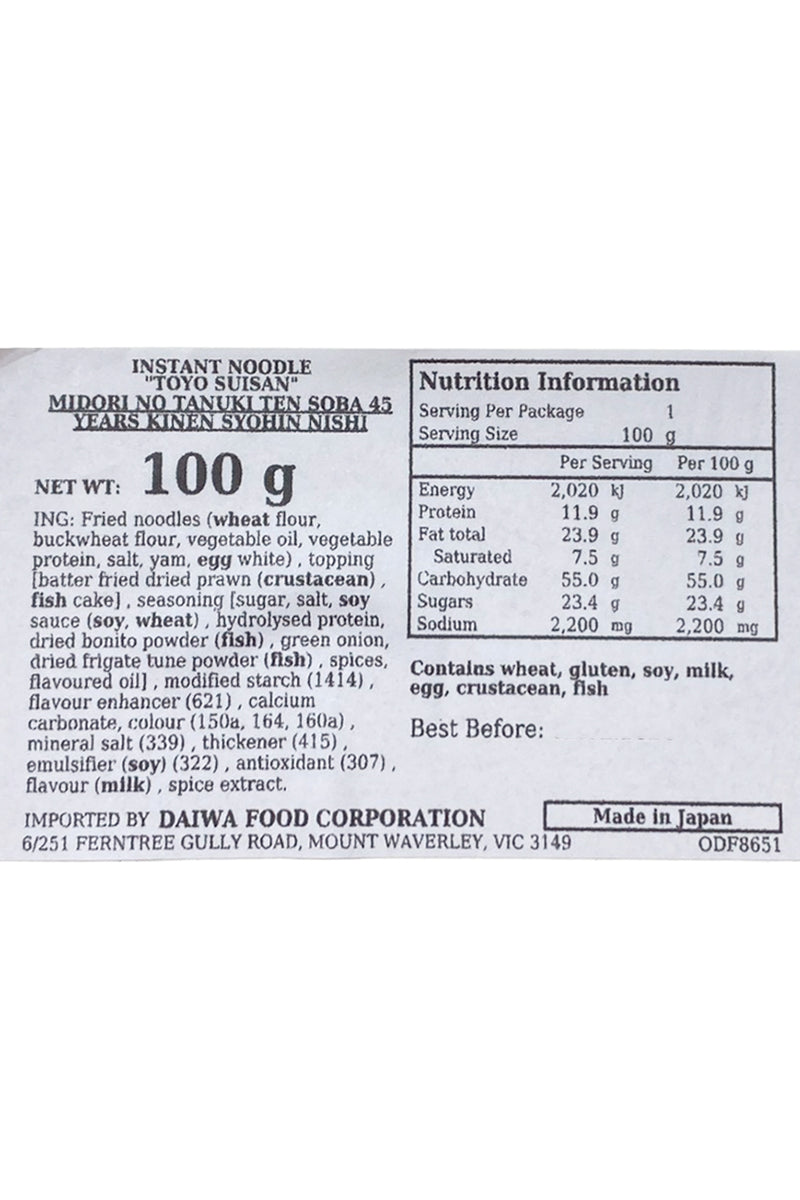 INSTANT NOODLE
"TOYO SUISAN"
MIDORI NO TANUKI TEN SOBA 45
YEARS KINEN SYOHIN NISHI
NET WT: 100 g
ING: Fried noodles (wheat flour,
buckwheat flour, vegetable oil, vegetable
protein, salt, yam, egg white) , topping
[batter fried dried prawn (crustacean) ,
fish cake] , seasoning [sugar, salt, soy
sauce (soy, wheat) , hydrolysed protein,
dried bonito powder (fish) , green onion,
dried frigate tune powder (fish) , spices,
flavoured oil] , modified starch (1414) ,
flavour enhancer (621) , calcium
carbonate, colour (150a, 164, 160a) ,
mineral salt (339) , thickener (415) ,
emulsifier (soy) (322) , antioxidant (307) ,
flavour (milk) , spice extract.
Nutrition Information
Serving Per Package 1
Serving Size 100 g
Per Serving Per 100 g
Energy 2,020 kJ 2,020 kJ
Protein 11.9 g 11.9 g
Fat total 23.9 g 23.9 g
Saturated 7.5 g 7.5 g
Carbohydrate 55.0 g 55.0 g
Sugars 23.4 g 23.4 g
Sodium 2,200 mg 2,200 mg
Contains wheat, gluten, soy, milk,
egg, crustacean, fish
Best Before:
IMPORTED BY DAIWA FOOD CORPORATION
6/251 FERNTREE GULLY ROAD, MOUNT WAVERLEY, VIC 3149
Made in Japan
ODF8651